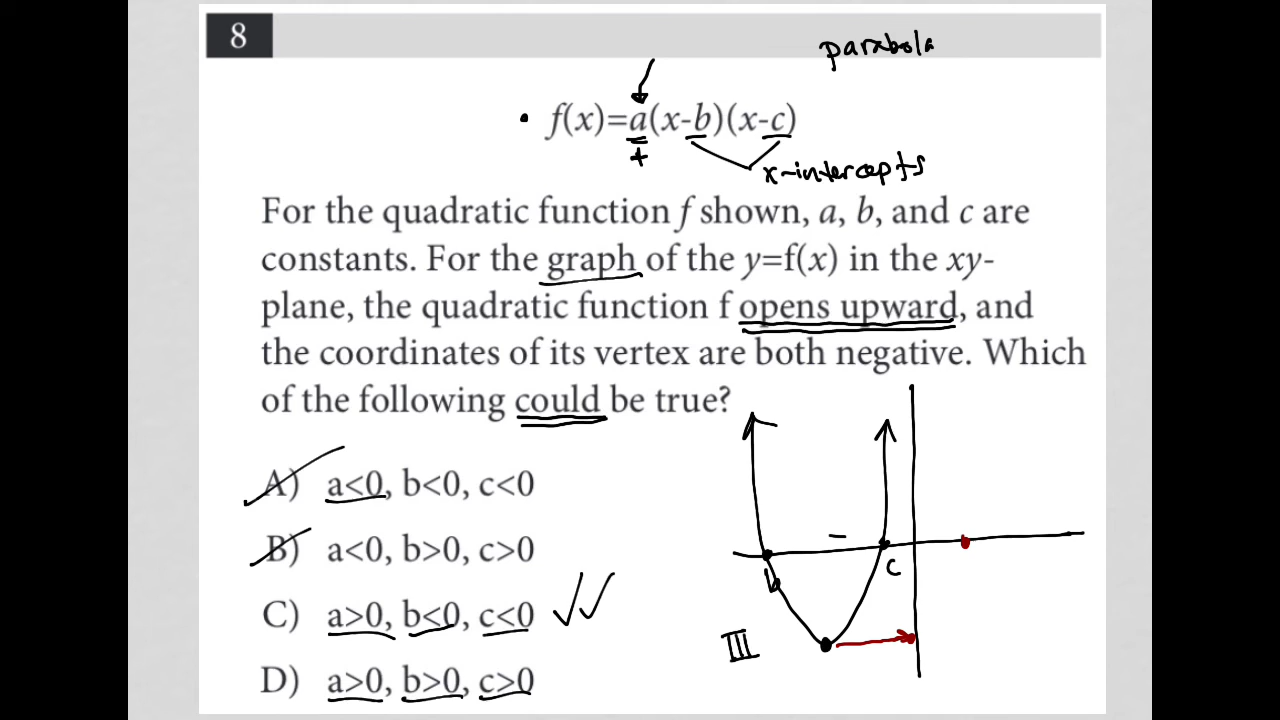 8
parabola
• f(x)=a(x-b)(x-c)
+
x-intercepts
For the quadratic function f shown, a, b, and c are
constants. For the graph of the y=f(x) in the xy-
plane, the quadratic function f opens upward, and
the coordinates of its vertex are both negative. Which
of the following could be true?
A) a<0, b<0, c<0
B) a<0, b>0, c>0
C) a>0, b<0, c<0
D) a>0, b>0, c>0
–
b
c
III